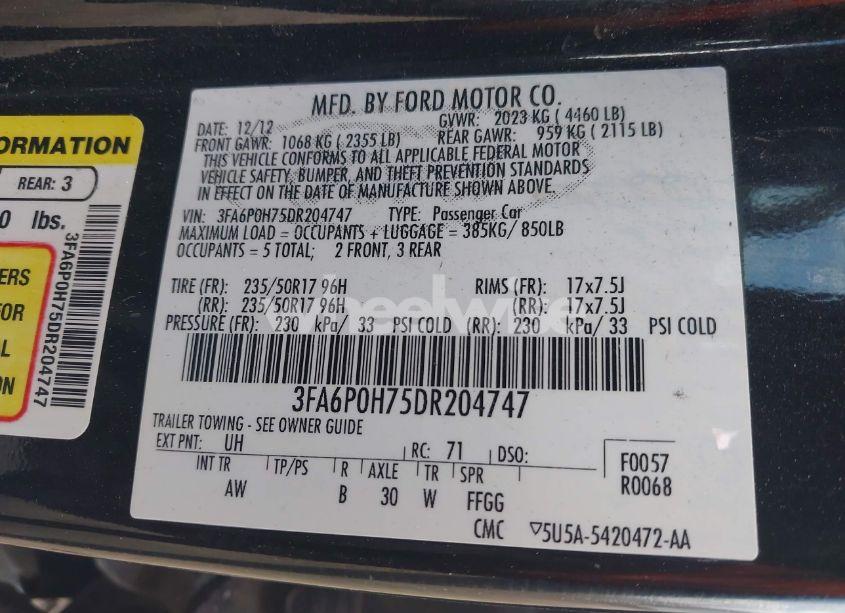 ORMATION
REAR: 3
0 lbs.
ERS
FOR
L
ON
3FA6P0H75DR204747
MFD. BY FORD MOTOR CO.
DATE: 12/12 GVWR: 2023 KG ( 4460 LB)
FRONT GAWR: 1068 KG ( 2355 LB) REAR GAWR: 959 KG ( 2115 LB)
THIS VEHICLE CONFORMS TO ALL APPLICABLE FEDERAL MOTOR
VEHICLE SAFETY, BUMPER, AND THEFT PREVENTION STANDARDS
IN EFFECT ON THE DATE OF MANUFACTURE SHOWN ABOVE.
VIN: 3FA6P0H75DR204747 TYPE: Passenger Car
MAXIMUM LOAD = OCCUPANTS + LUGGAGE = 385KG/ 850LB
OCCUPANTS = 5 TOTAL; 2 FRONT, 3 REAR
TIRE (FR): 235/50R17 96H RIMS (FR): 17x7.5J
(RR): 235/50R17 96H (RR): 17x7.5J
PRESSURE (FR): 230 kPa/ 33 PSI COLD (RR): 230 kPa/ 33 PSI COLD
wheelwise
3FA6P0H75DR204747
TRAILER TOWING - SEE OWNER GUIDE
EXT PNT: UH RC: 71 DSO: F0057
INT TR TP/PS R AXLE TR SPR R0068
AW B 30 W FFGG
CMC ▽5U5A-5420472-AA